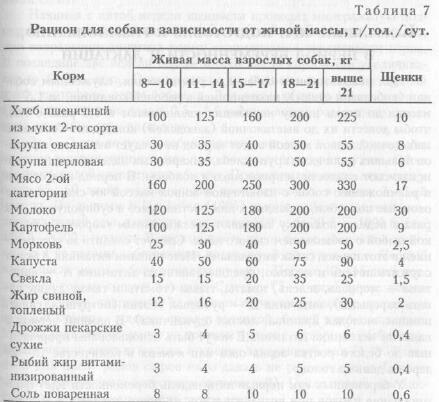 Таблица 7
Рацион для собак в зависимости от живой массы, г/гол./сут.
Корм Живая масса взрослых собак, кг Щенки
8—10 11—14 15—17 18—21 выше 21
Хлеб пшеничный
из муки 2-го сорта 100 125 160 200 225 10
Крупа овсяная 30 35 40 50 55 8
Крупа перловая 30 35 40 50 55 6
Мясо 2-ой
категории 160 200 250 300 330 17
Молоко 120 125 180 200 200 30
Картофель 100 125 180 200 200 9
Морковь 25 30 40 50 50 2,5
Капуста 40 50 60 75 90 4
Свекла 15 15 20 35 25 1,5
Жир свиной,
топленый 12 16 20 25 30 2
Дрожжи пекарские
сухие 3 4 5 6 6 0,4
Рыбий жир витами-
низированный 3 4 4 5 5 0,4
Соль поваренная 8 8 10 10 10 0,6